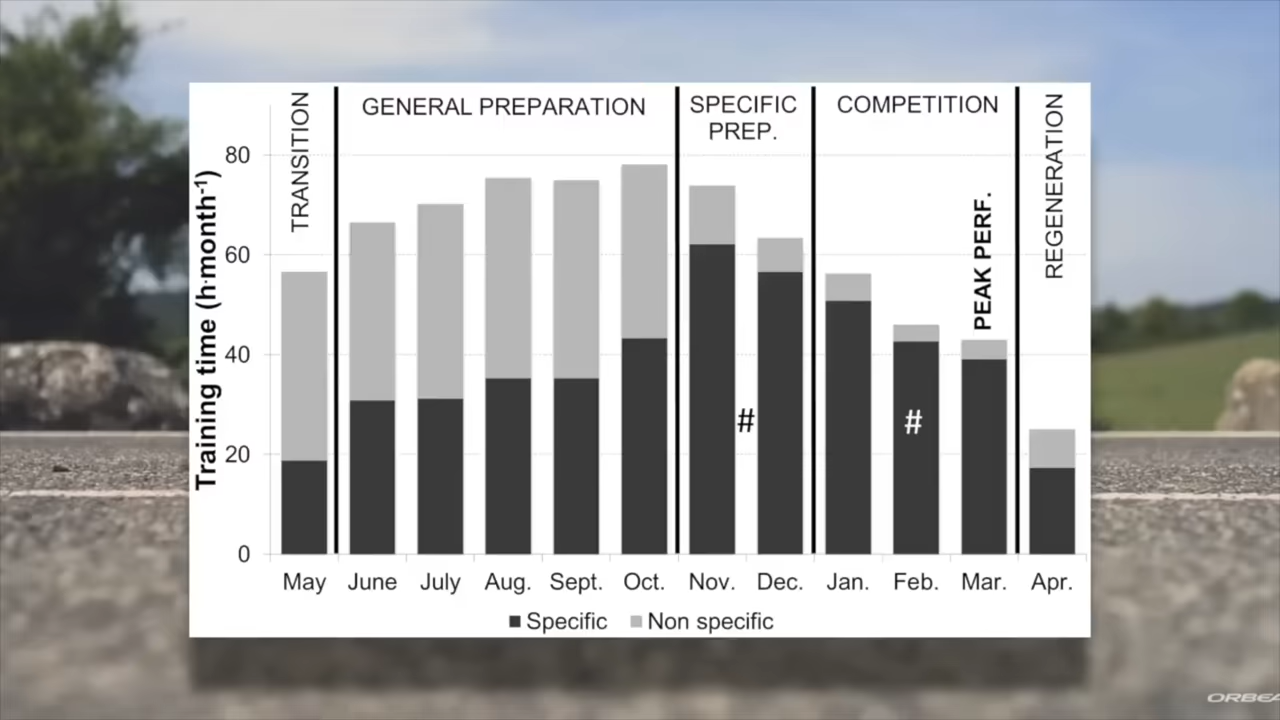 TRANSITION
GENERAL PREPARATION
SPECIFIC
PREP.
COMPETITION
REGENERATION
PEAK PERF.
Training time (h·month⁻¹)
80
60
40
20
0
#
#
May June July Aug. Sept. Oct. Nov. Dec. Jan. Feb. Mar. Apr.
Specific Non specific